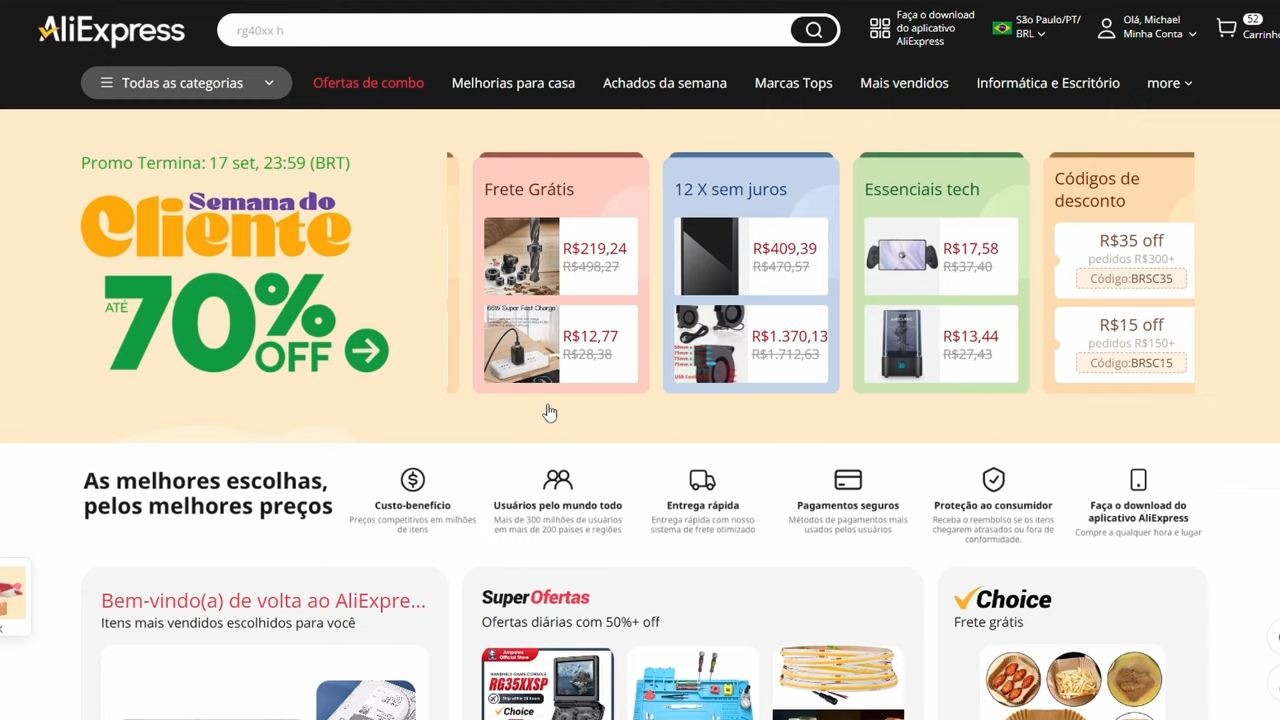 AliExpress
rg40xx h
Faça o download
do aplicativo
AliExpress
São Paulo/PT/
BRL
Olá, Michael
Minha Conta
52
Carrinho
Todas as categorias
Ofertas de combo
Melhorias para casa
Achados da semana
Marcas Tops
Mais vendidos
Informática e Escritório
more
Promo Termina: 17 set, 23:59 (BRT)
Semana do
Cliente
ATÉ
70%
OFF
Frete Grátis
R$219,24
R$498,27
66W Super Fast Charge
R$12,77
R$28,38
12 X sem juros
R$409,39
R$470,57
R$1.370,13
R$1.712,63
Essenciais tech
R$17,58
R$37,40
R$13,44
R$27,43
Códigos de
desconto
R$35 off
pedidos R$300+
Código:BRSC35
R$15 off
pedidos R$150+
Código:BRSC15
As melhores escolhas,
pelos melhores preços
Custo-benefício
Preços competitivos em milhões
de itens
Usuários pelo mundo todo
Mais de 300 milhões de usuários
em mais de 200 países e regiões
Entrega rápida
Entrega rápida com nosso
sistema de frete otimizado
Pagamentos seguros
Métodos de pagamentos mais
usados pelos usuários
Proteção ao consumidor
Receba o reembolso se os itens
chegarem atrasados ou fora de
conformidade.
Faça o download do
aplicativo AliExpress
Compre a qualquer hora e lugar
Bem-vindo(a) de volta ao AliExpre...
Itens mais vendidos escolhidos para você
SuperOfertas
Ofertas diárias com 50%+ off
Ampown
Official Store
HANDHELD GAME CONSOLE
RG35XXSP
Choice
Choice
Frete grátis